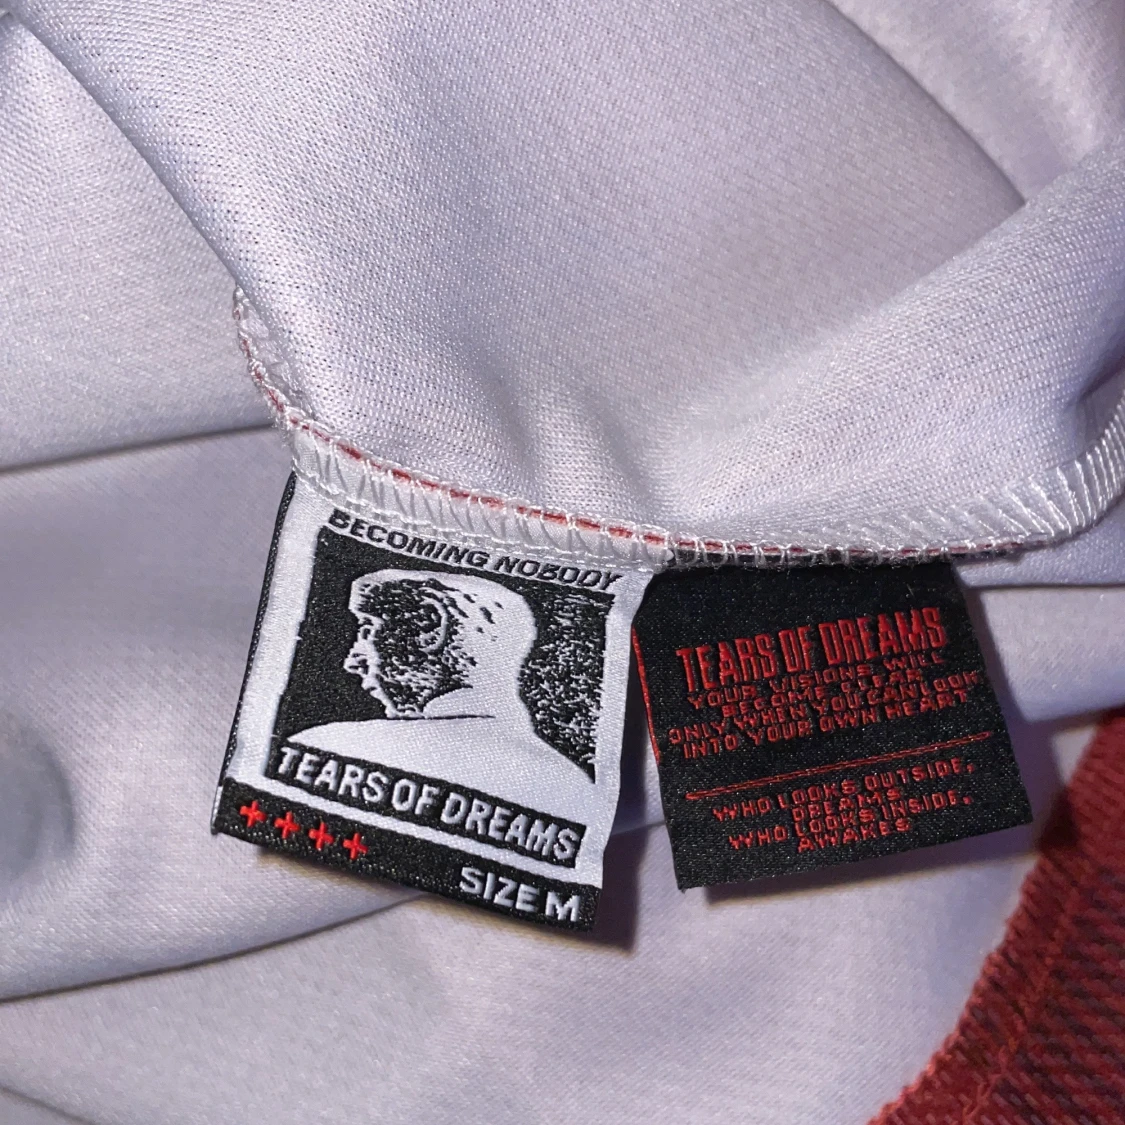 BECOMING NOBODY
TEARS OF DREAMS
++++
SIZE M
TEARS OF DREAMS
YOUR VISIONS WILL
BECOME CLEAR
ONLY WHEN YOU CAN LOOK
INTO YOUR OWN HEART
WHO LOOKS OUTSIDE,
DREAMS
WHO LOOKS INSIDE,
AWAKES